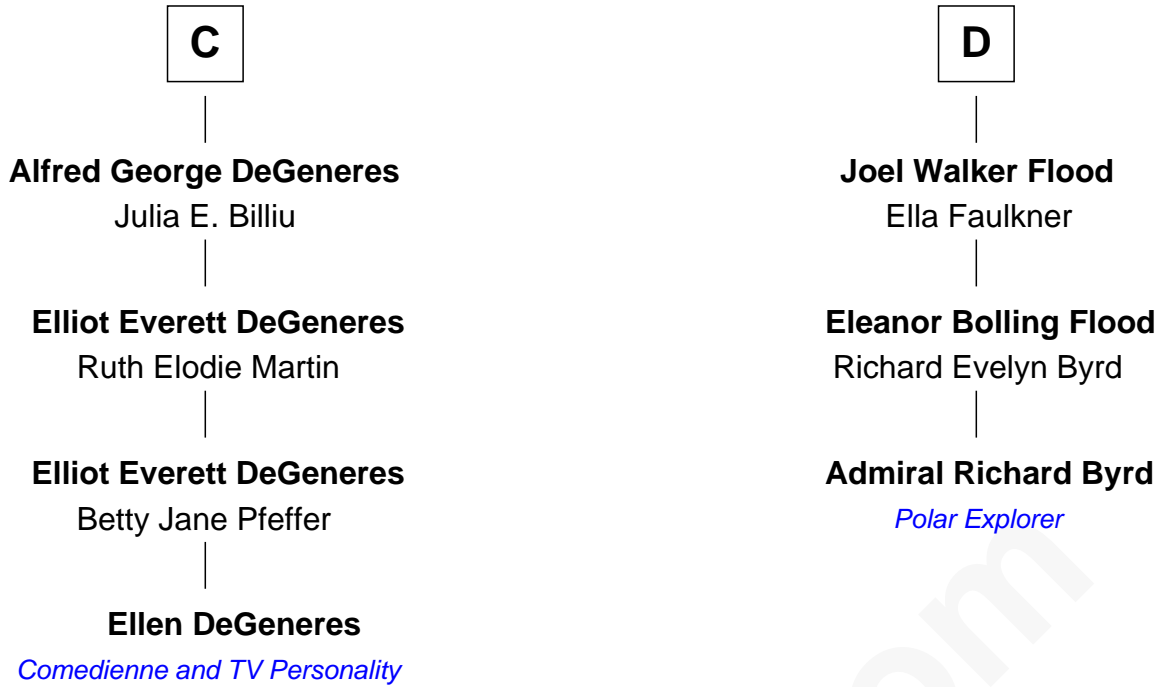 C
Alfred George DeGeneres
Julia E. Billiu
Elliot Everett DeGeneres
Ruth Elodie Martin
Elliot Everett DeGeneres
Betty Jane Pfeffer
Ellen DeGeneres
Comedienne and TV Personality
D
Joel Walker Flood
Ella Faulkner
Eleanor Bolling Flood
Richard Evelyn Byrd
Admiral Richard Byrd
Polar Explorer